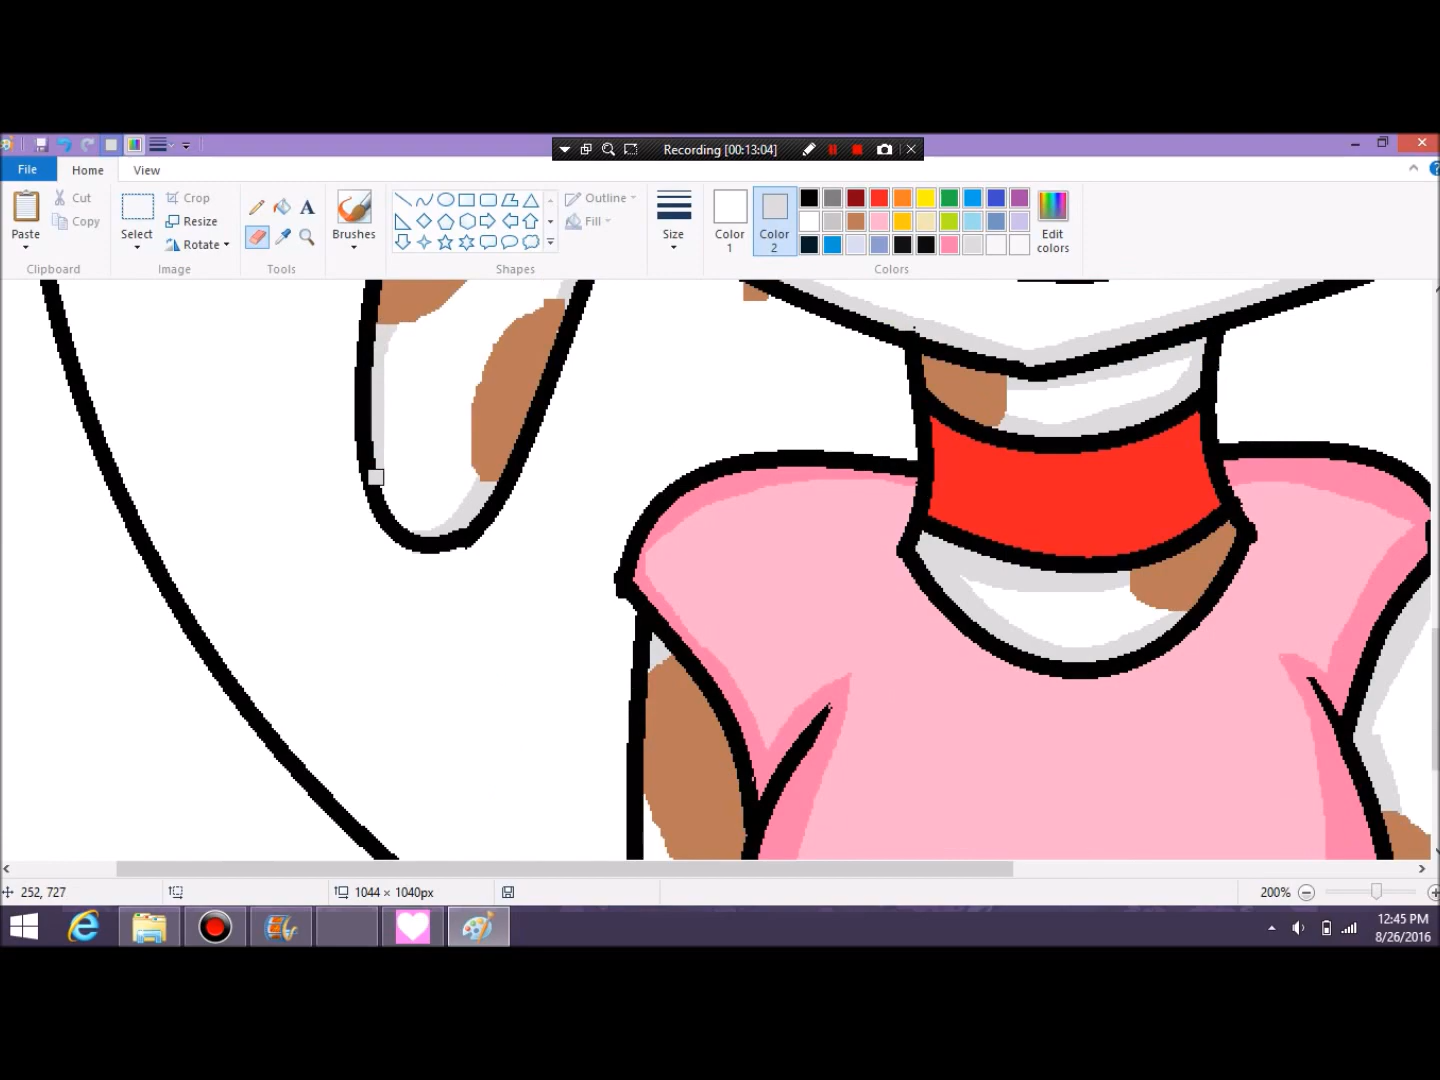 Recording [00:13:04]
File Home View
Cut
Crop
Outline
Paste
Copy
Select
Resize
Brushes
Fill
Size
Color
1
Color
2
Edit
colors
Rotate
A
Clipboard Image Tools Shapes Colors
252, 727 1044 × 1040px 200%
12:45 PM
8/26/2016